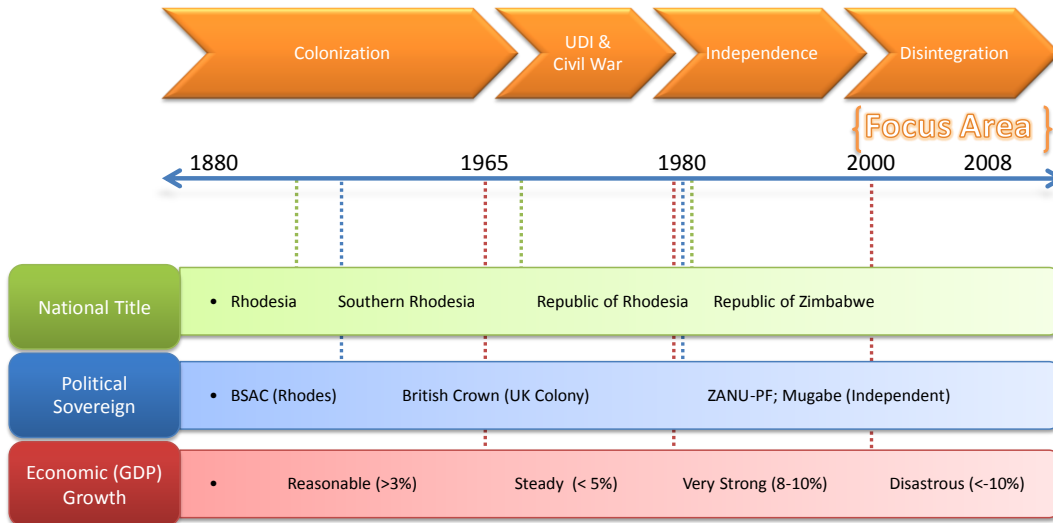 Colonization
UDI &
Civil War
Independence
Disintegration
{Focus Area}
1880 1965 1980 2000 2008
National Title
• Rhodesia Southern Rhodesia Republic of Rhodesia Republic of Zimbabwe
Political
Sovereign
• BSAC (Rhodes) British Crown (UK Colony) ZANU-PF; Mugabe (Independent)
Economic (GDP)
Growth
• Reasonable (>3%) Steady (< 5%) Very Strong (8-10%) Disastrous (<-10%)